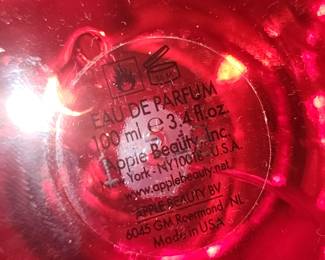 EAU DE PARFUM
100 ml e 3.4 fl.oz.
Apple Beauty, Inc.
York - NY10018 - U.S.A.
www.applebeauty.net
APPLE BEAUTY BV
6045 GM Roermond/NL
Made in U.S.A